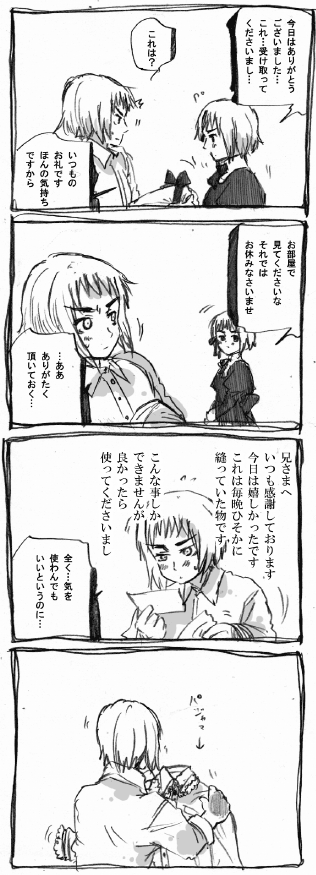 今日はありがとう
ございました…
これ…受け取って
くださいまし…
これは？
いつもの
お礼です
ほんの気持ち
ですから
お部屋で
見てくださいな
それでは
お休みなさいませ
…ああ
ありがたく
頂いておく…
兄さまへ
いつも感謝しております
今日は嬉しかったです
これは毎晩ひそかに
縫っていた物です
こんな事しか
できませんが
良かったら
使ってくださいまし
全く…気を
使わんでも
いいというのに…
パジャマ→